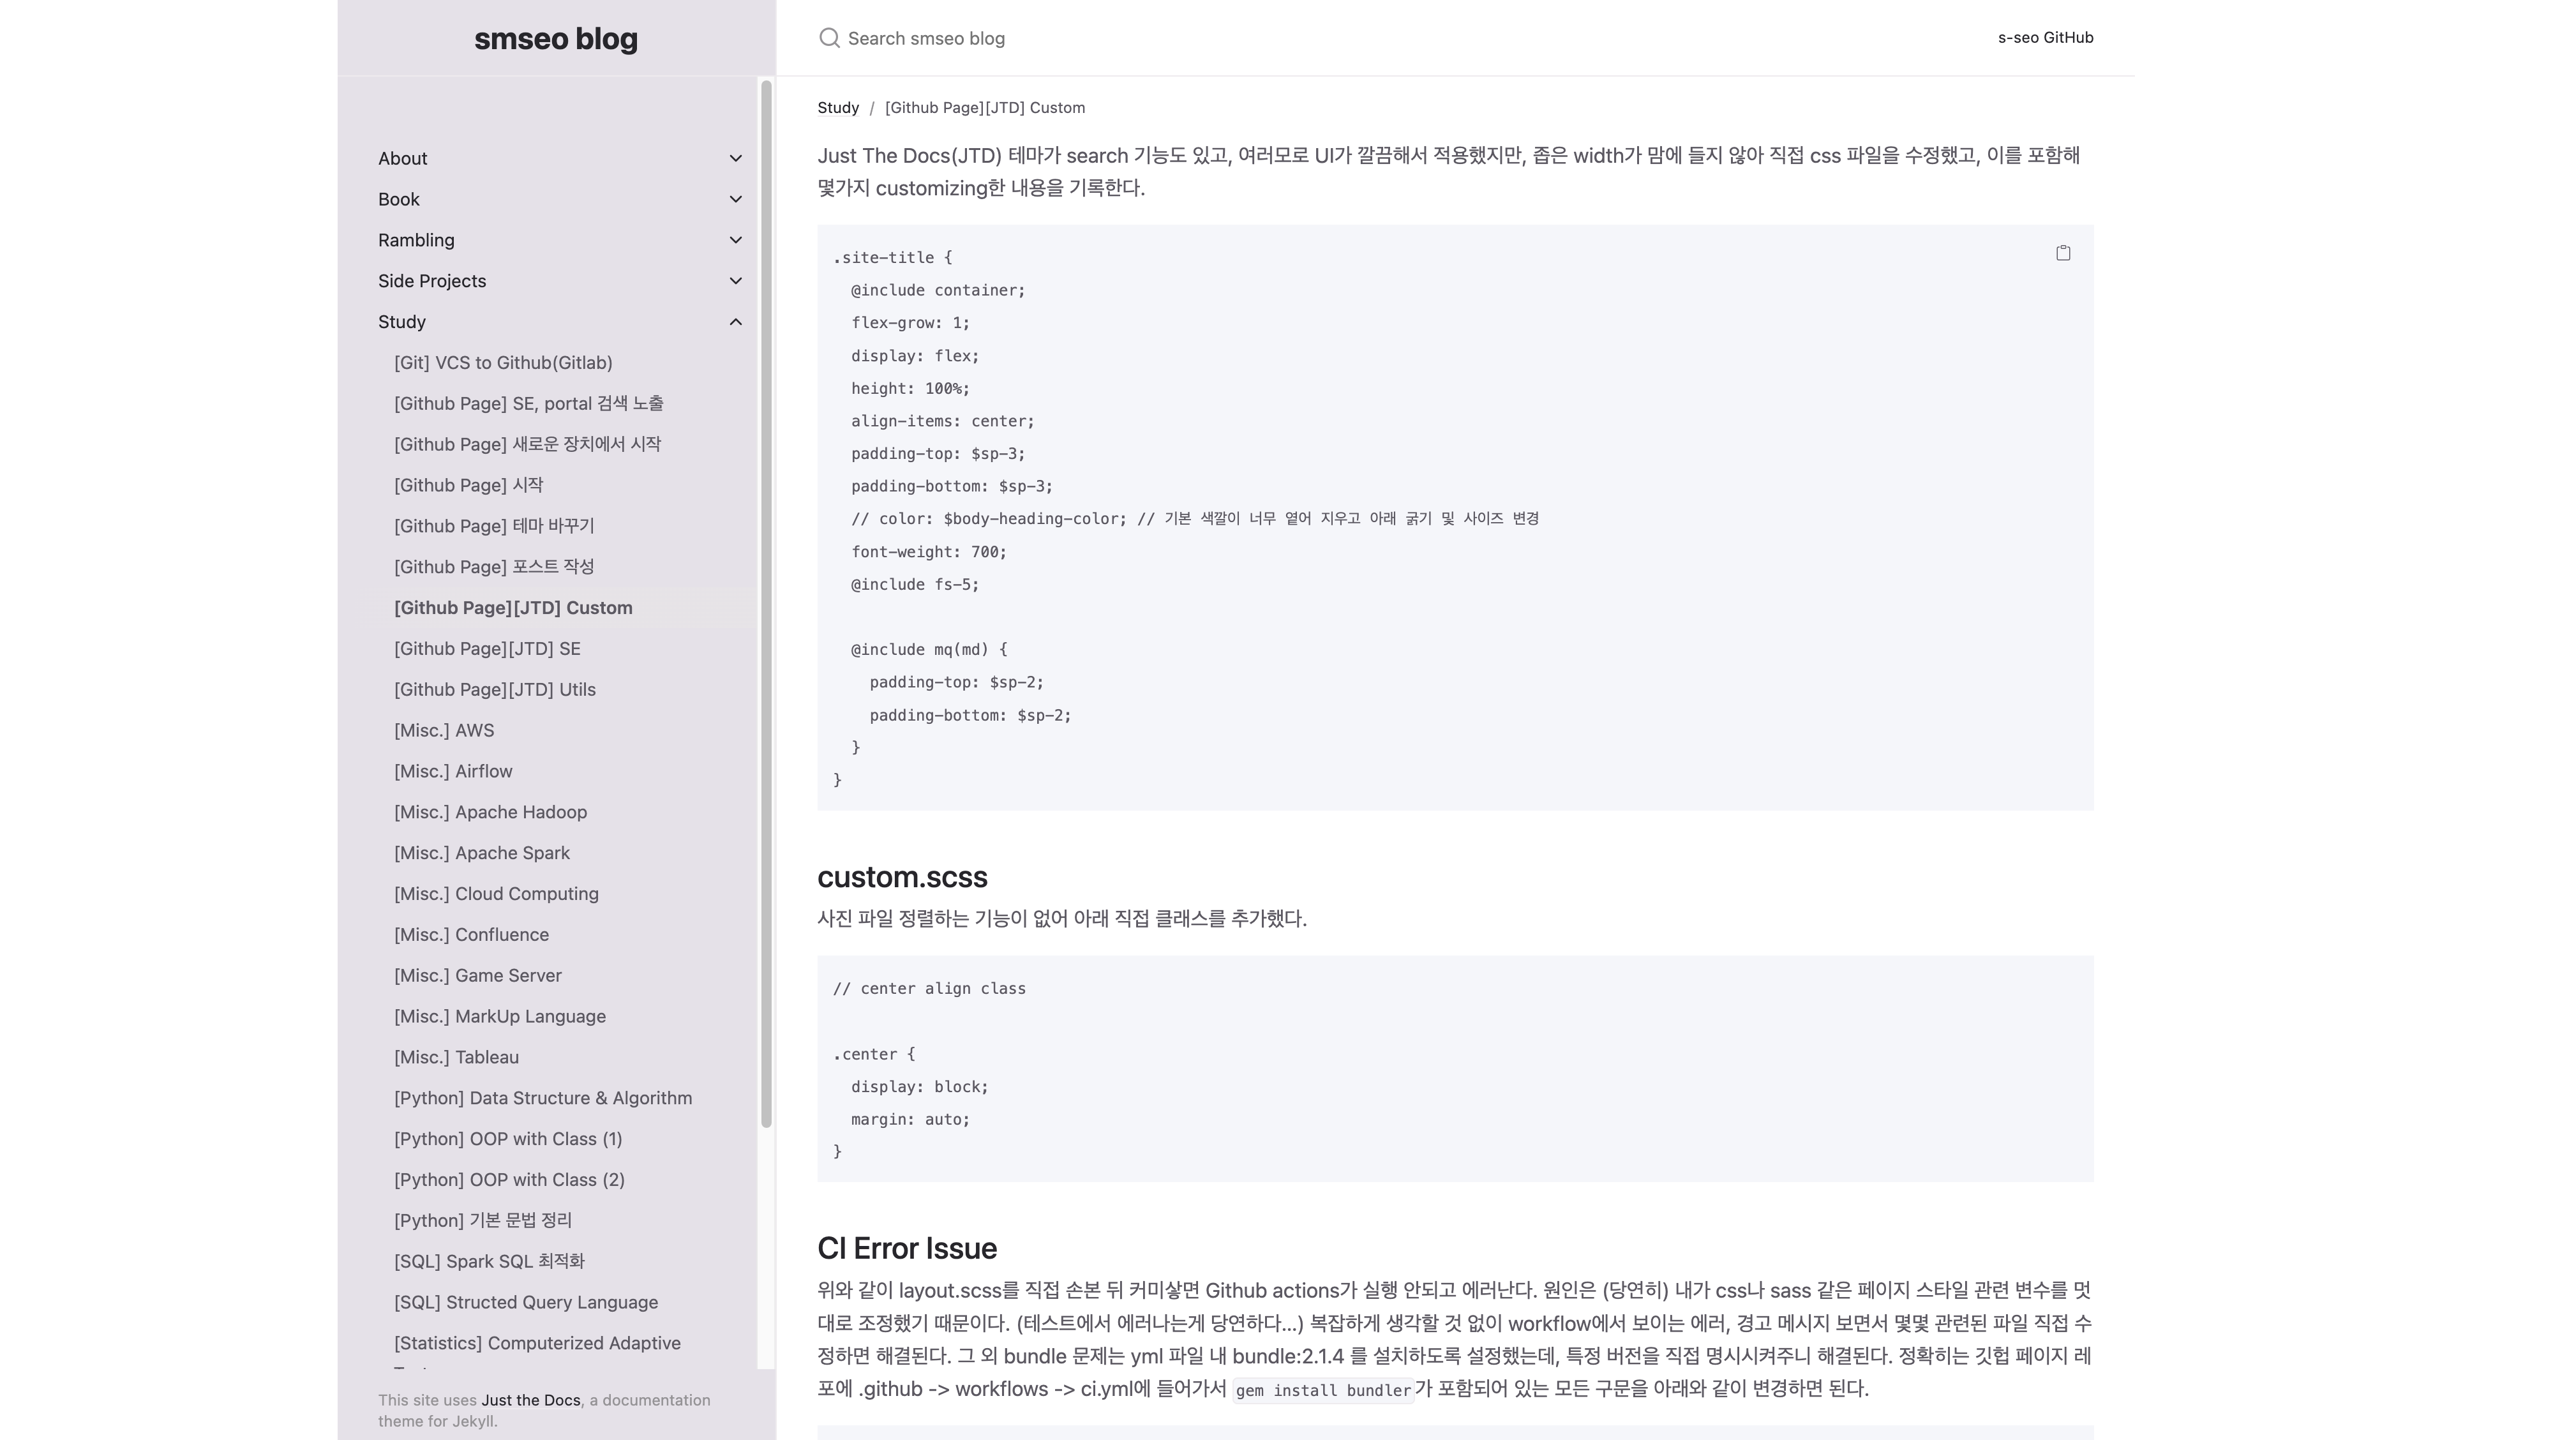 smseo blog
Search smseo blog
s-seo GitHub
About
Book
Rambling
Side Projects
Study
[Git] VCS to Github(Gitlab)
[Github Page] SE, portal 검색 노출
[Github Page] 새로운 장치에서 시작
[Github Page] 시작
[Github Page] 테마 바꾸기
[Github Page] 포스트 작성
[Github Page][JTD] Custom
[Github Page][JTD] SE
[Github Page][JTD] Utils
[Misc.] AWS
[Misc.] Airflow
[Misc.] Apache Hadoop
[Misc.] Apache Spark
[Misc.] Cloud Computing
[Misc.] Confluence
[Misc.] Game Server
[Misc.] MarkUp Language
[Misc.] Tableau
[Python] Data Structure & Algorithm
[Python] OOP with Class (1)
[Python] OOP with Class (2)
[Python] 기본 문법 정리
[SQL] Spark SQL 최적화
[SQL] Structed Query Language
[Statistics] Computerized Adaptive
This site uses Just the Docs, a documentation
theme for Jekyll.
Study / [Github Page][JTD] Custom
Just The Docs(JTD) 테마가 search 기능도 있고, 여러모로 UI가 깔끔해서 적용했지만, 좁은 width가 맘에 들지 않아 직접 css 파일을 수정했고, 이를 포함해
몇가지 customizing한 내용을 기록한다.
.site-title {
  @include container;
  flex-grow: 1;
  display: flex;
  height: 100%;
  align-items: center;
  padding-top: $sp-3;
  padding-bottom: $sp-3;
  // color: $body-heading-color; // 기본 색깔이 너무 옅어 지우고 아래 굵기 및 사이즈 변경
  font-weight: 700;
  @include fs-5;
  @include mq(md) {
    padding-top: $sp-2;
    padding-bottom: $sp-2;
  }
}
custom.scss
사진 파일 정렬하는 기능이 없어 아래 직접 클래스를 추가했다.
// center align class
.center {
  display: block;
  margin: auto;
}
CI Error Issue
위와 같이 layout.scss를 직접 손본 뒤 커미샇면 Github actions가 실행 안되고 에러난다. 원인은 (당연히) 내가 css나 sass 같은 페이지 스타일 관련 변수를 멋
대로 조정했기 때문이다. (테스트에서 에러나는게 당연하다...) 복잡하게 생각할 것 없이 workflow에서 보이는 에러, 경고 메시지 보면서 몇몇 관련된 파일 직접 수
정하면 해결된다. 그 외 bundle 문제는 yml 파일 내 bundle:2.1.4 를 설치하도록 설정했는데, 특정 버전을 직접 명시시켜주니 해결된다. 정확히는 깃헙 페이지 레
포에 .github -> workflows -> ci.yml에 들어가서 gem install bundler가 포함되어 있는 모든 구문을 아래와 같이 변경하면 된다.